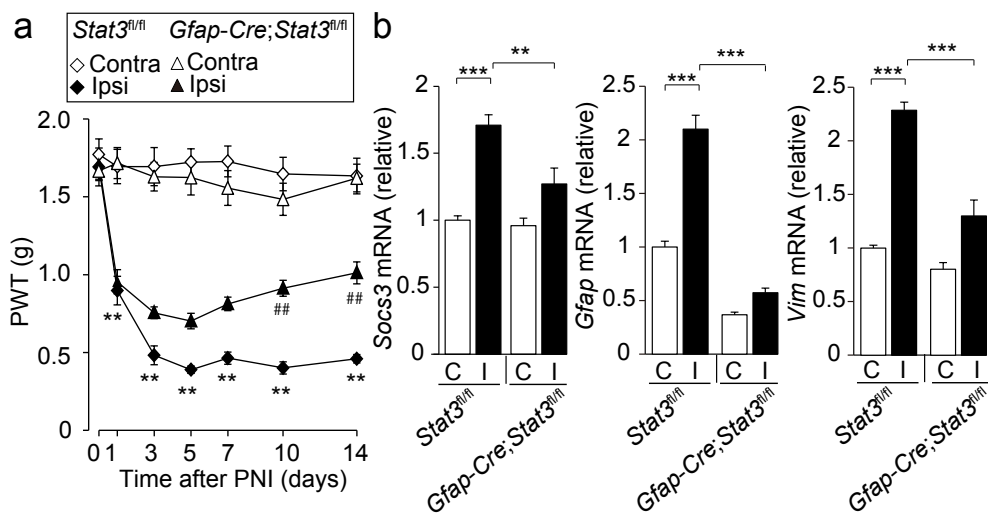 a
Stat3fl/fl Gfap-Cre;Stat3fl/fl
Contra Contra
Ipsi Ipsi
PWT (g)
2.0
1.5
1.0
0.5
0
** ** ** ** ** **
## ##
0 1 3 5 7 10 14
Time after PNI (days)
b
Socs3 mRNA (relative)
2
1.5
1
0.5
0
*** **
C I C I
Stat3fl/fl
Gfap-Cre;Stat3fl/fl
Gfap mRNA (relative)
2.5
2
1.5
1
0.5
0
*** ***
C I C I
Stat3fl/fl
Gfap-Cre;Stat3fl/fl
Vim mRNA (relative)
2.5
2
1.5
1
0.5
0
*** ***
C I C I
Stat3fl/fl
Gfap-Cre;Stat3fl/fl